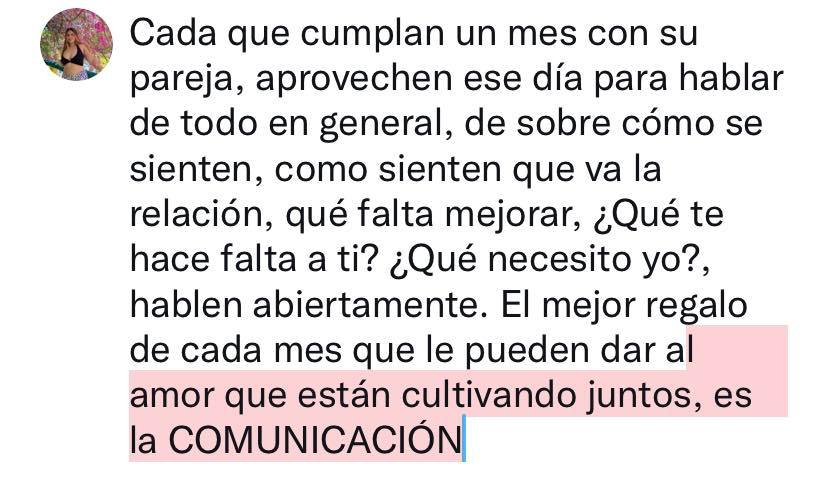 Cada que cumplan un mes con su
pareja, aprovechen ese día para hablar
de todo en general, de sobre cómo se
sienten, como sienten que va la
relación, qué falta mejorar, ¿Qué te
hace falta a ti? ¿Qué necesito yo?,
hablen abiertamente. El mejor regalo
de cada mes que le pueden dar al
amor que están cultivando juntos, es
la COMUNICACIÓN